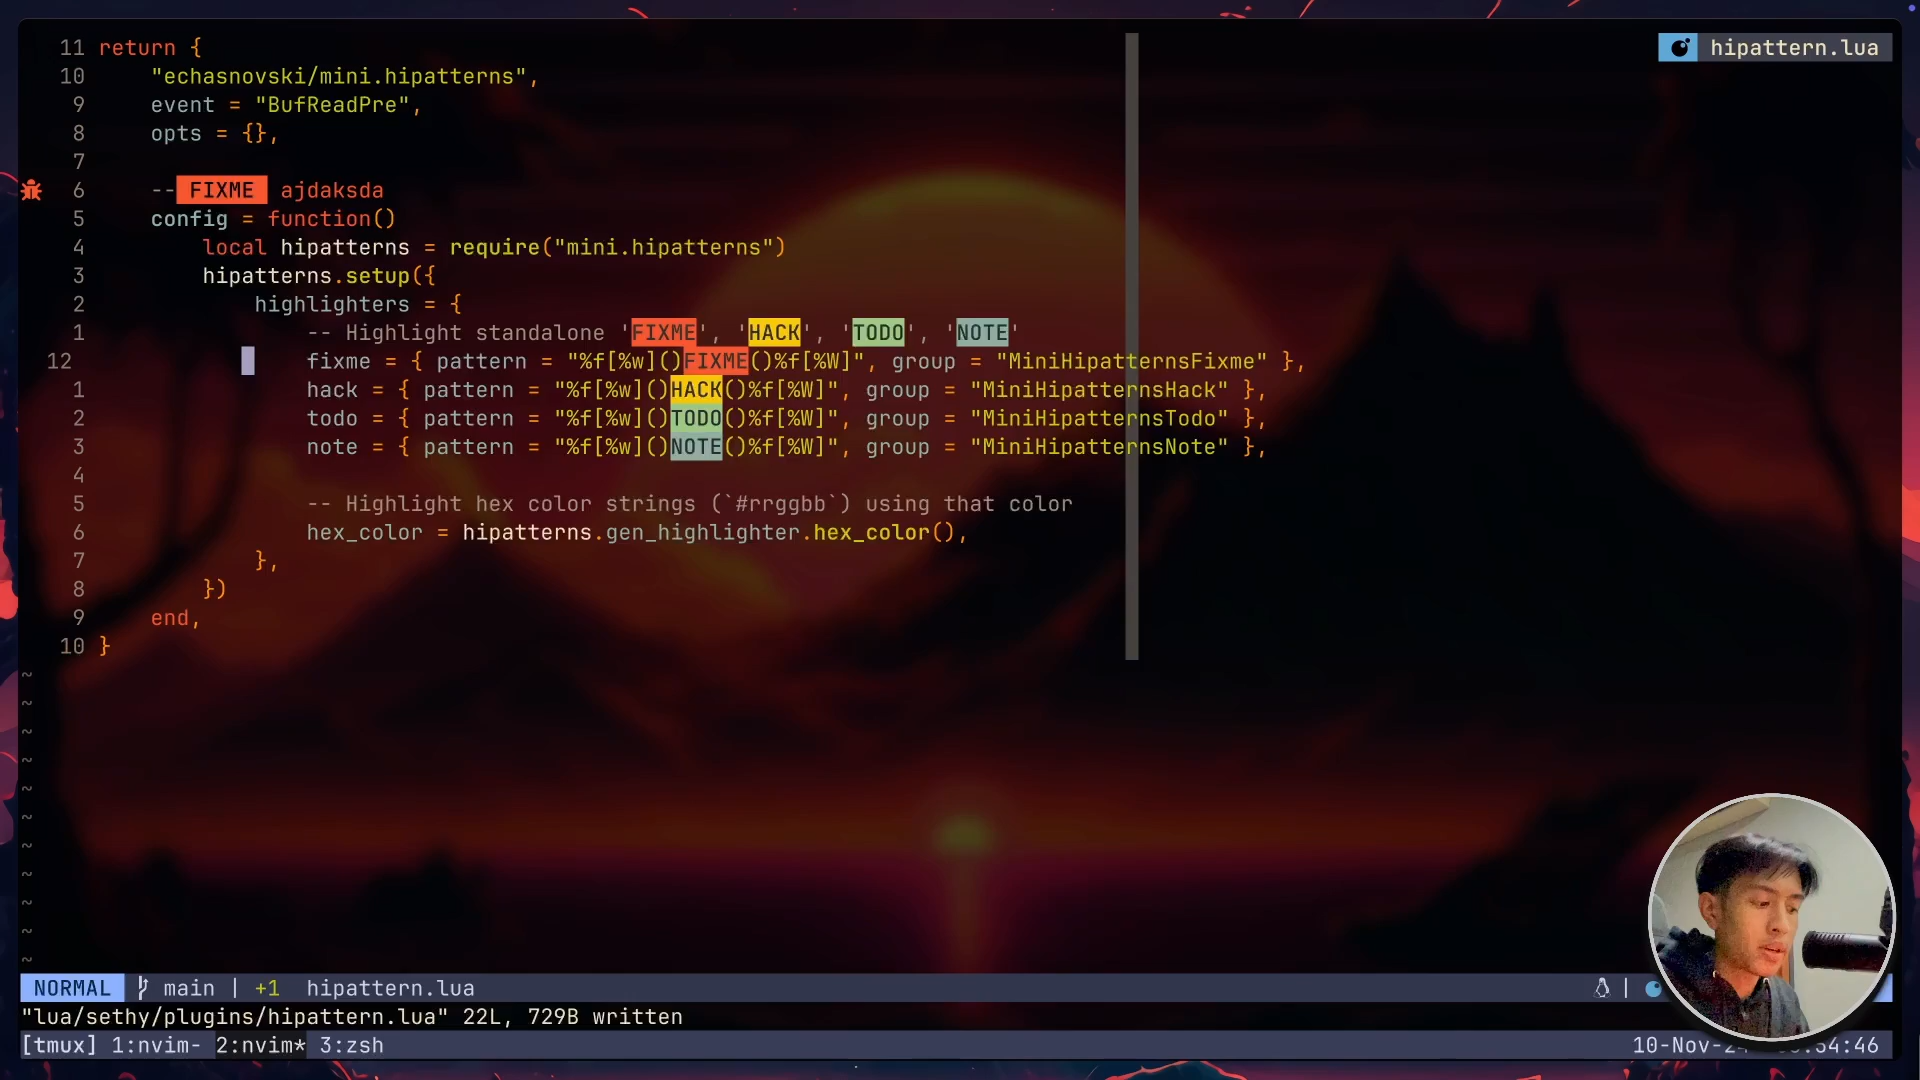 hipattern.lua
11 return {
10 "echasnovski/mini.hipatterns",
9 event = "BufReadPre",
8 opts = {},
7
6 -- FIXME ajdaksda
5 config = function()
4 local hipatterns = require("mini.hipatterns")
3 hipatterns.setup({
2 highlighters = {
1 -- Highlight standalone 'FIXME', 'HACK', 'TODO', 'NOTE'
12 fixme = { pattern = "%f[%w]()FIXME()%f[%W]", group = "MiniHipatternsFixme" },
1 hack = { pattern = "%f[%w]()HACK()%f[%W]", group = "MiniHipatternsHack" },
2 todo = { pattern = "%f[%w]()TODO()%f[%W]", group = "MiniHipatternsTodo" },
3 note = { pattern = "%f[%w]()NOTE()%f[%W]", group = "MiniHipatternsNote" },
4
5 -- Highlight hex color strings (`#rrggbb`) using that color
6 hex_color = hipatterns.gen_highlighter.hex_color(),
7 },
8 })
9 end,
10 }
~
~
~
~
~
~
~
~
~
~
~
NORMAL main | +1 hipattern.lua |
"lua/sethy/plugins/hipattern.lua" 22L, 729B written
[tmux] 1:nvim- 2:nvim* 3:zsh 10-Nov-2